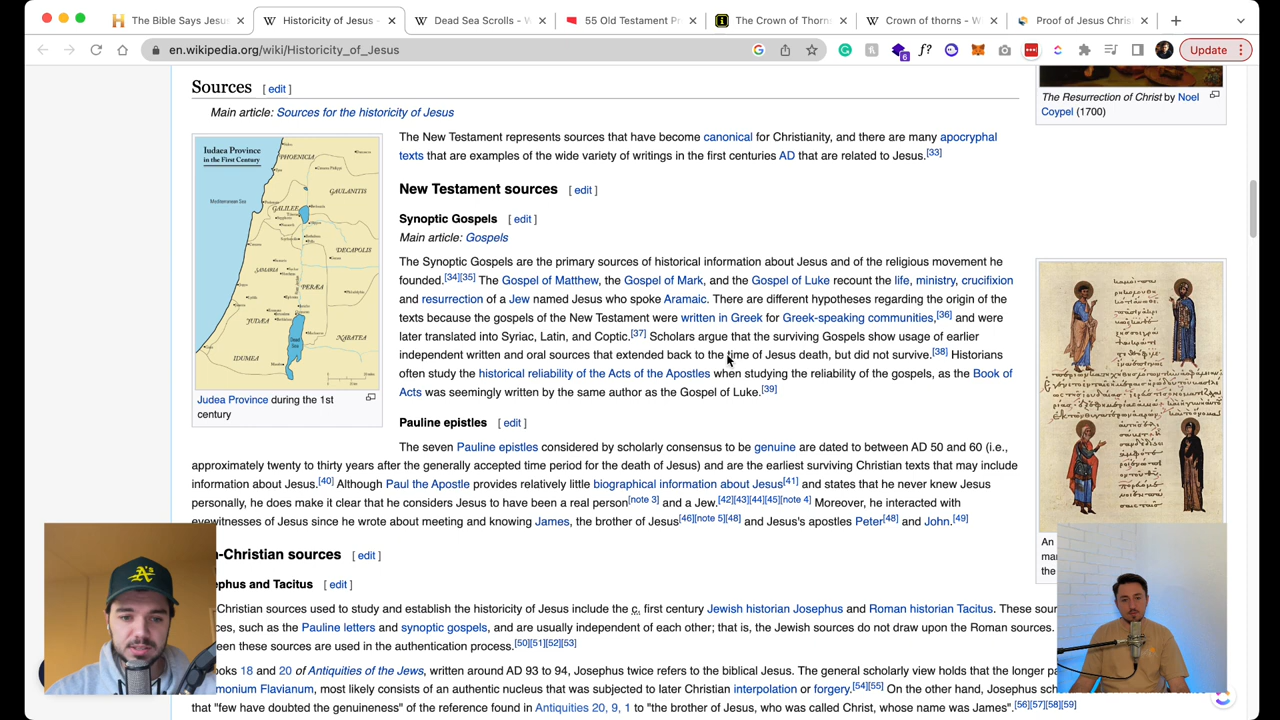 The Bible Says Jesus
Historicity of Jesus -
Dead Sea Scrolls - W
55 Old Testament Pr
The Crown of Thorn
Crown of thorns - W
Proof of Jesus Chris
en.wikipedia.org/wiki/Historicity_of_Jesus
6
f?
Update
Sources [ edit ]
Main article: Sources for the historicity of Jesus
Iudaea Province
in the First Century
PHOENICIA
GAULANITIS
Mediterranean Sea
GALILEE
DECAPOLIS
SAMARIA
PERÆA
JUDÆA
NABATEA
IDUMEA
Dead Sea
Judea Province during the 1st
century
The New Testament represents sources that have become canonical for Christianity, and there are many apocryphal
texts that are examples of the wide variety of writings in the first centuries AD that are related to Jesus.[33]
New Testament sources [ edit ]
Synoptic Gospels [ edit ]
Main article: Gospels
The Synoptic Gospels are the primary sources of historical information about Jesus and of the religious movement he
founded.[34][35] The Gospel of Matthew, the Gospel of Mark, and the Gospel of Luke recount the life, ministry, crucifixion
and resurrection of a Jew named Jesus who spoke Aramaic. There are different hypotheses regarding the origin of the
texts because the gospels of the New Testament were written in Greek for Greek-speaking communities,[36] and were
later translated into Syriac, Latin, and Coptic.[37] Scholars argue that the surviving Gospels show usage of earlier
independent written and oral sources that extended back to the time of Jesus death, but did not survive.[38] Historians
often study the historical reliability of the Acts of the Apostles when studying the reliability of the gospels, as the Book of
Acts was seemingly written by the same author as the Gospel of Luke.[39]
Pauline epistles [ edit ]
The seven Pauline epistles considered by scholarly consensus to be genuine are dated to between AD 50 and 60 (i.e.,
approximately twenty to thirty years after the generally accepted time period for the death of Jesus) and are the earliest surviving Christian texts that may include
information about Jesus.[40] Although Paul the Apostle provides relatively little biographical information about Jesus[41] and states that he never knew Jesus
personally, he does make it clear that he considers Jesus to have been a real person[note 3] and a Jew.[42][43][44][45][note 4] Moreover, he interacted with
eyewitnesses of Jesus since he wrote about meeting and knowing James, the brother of Jesus[46][note 5][48] and Jesus's apostles Peter[48] and John.[49]
n-Christian sources [ edit ]
ephus and Tacitus [ edit ]
Christian sources used to study and establish the historicity of Jesus include the c. first century Jewish historian Josephus and Roman historian Tacitus. These sour
ces, such as the Pauline letters and synoptic gospels, and are usually independent of each other; that is, the Jewish sources do not draw upon the Roman sources.
een these sources are used in the authentication process.[50][51][52][53]
ooks 18 and 20 of Antiquities of the Jews, written around AD 93 to 94, Josephus twice refers to the biblical Jesus. The general scholarly view holds that the longer pa
monium Flavianum, most likely consists of an authentic nucleus that was subjected to later Christian interpolation or forgery.[54][55] On the other hand, Josephus sch
that "few have doubted the genuineness" of the reference found in Antiquities 20, 9, 1 to "the brother of Jesus, who was called Christ, whose name was James".[56][57][58][59]
The Resurrection of Christ by Noel
Coypel (1700)
An
ma
the
A's